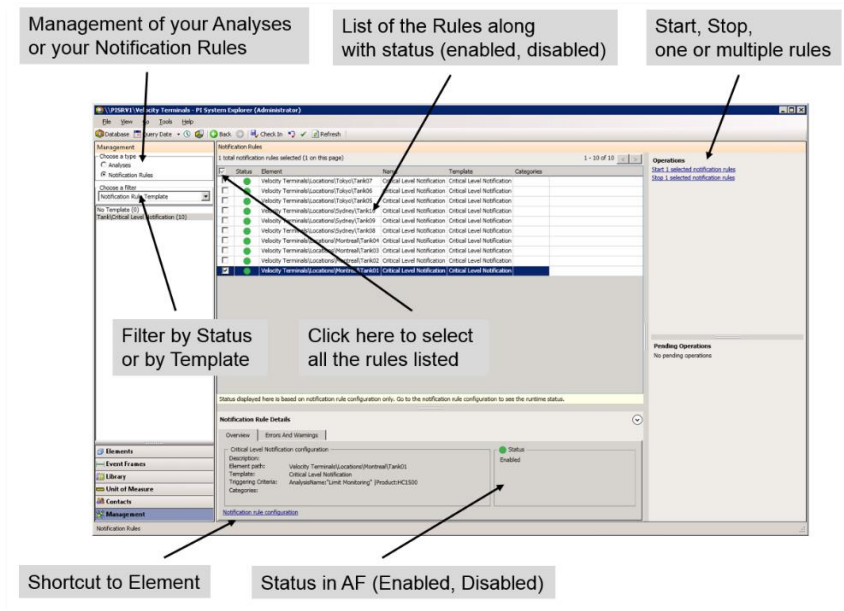 Management of your Analyses
or your Notification Rules
List of the Rules along
with status (enabled, disabled)
Start, Stop,
one or multiple rules
\\PISRV1\Velocity Terminals - PI System Explorer (Administrator)
File View Go Tools Help
Database Query Date Back Check In Refresh
Management
Choose a type
Analyses
Notification Rules
Choose a filter
Notification Rule Template
No Template (0)
Tank\Critical Level Notification (10)
Notification Rules
1 total notification rules selected (1 on this page) 1 - 10 of 10
Status Element Name Template Categories
Velocity Terminals\Locations\Tokyo\Tank07 Critical Level Notification Critical Level Notification
Velocity Terminals\Locations\Tokyo\Tank06 Critical Level Notification Critical Level Notification
Velocity Terminals\Locations\Tokyo\Tank05 Critical Level Notification Critical Level Notification
Velocity Terminals\Locations\Sydney\Tank10 Critical Level Notification Critical Level Notification
Velocity Terminals\Locations\Sydney\Tank09 Critical Level Notification Critical Level Notification
Velocity Terminals\Locations\Sydney\Tank08 Critical Level Notification Critical Level Notification
Velocity Terminals\Locations\Montreal\Tank04 Critical Level Notification Critical Level Notification
Velocity Terminals\Locations\Montreal\Tank03 Critical Level Notification Critical Level Notification
Velocity Terminals\Locations\Montreal\Tank02 Critical Level Notification Critical Level Notification
Velocity Terminals\Locations\Montreal\Tank01 Critical Level Notification Critical Level Notification
Operations
Start 1 selected notification rules
Stop 1 selected notification rules
Filter by Status
or by Template
Click here to select
all the rules listed
Pending Operations
No pending operations
Status displayed here is based on notification rule configuration only. Go to the notification rule configuration to see the runtime status.
Notification Rule Details
Overview Errors And Warnings
Critical Level Notification configuration
Description:
Element path: Velocity Terminals\Locations\Montreal\Tank01
Template: Critical Level Notification
Triggering Criteria: AnalysisName:"Limit Monitoring" |Product:HC1500
Categories:
Status
Enabled
Notification rule configuration
Elements
Event Frames
Library
Unit of Measure
Contacts
Management
Notification Rules
Shortcut to Element
Status in AF (Enabled, Disabled)